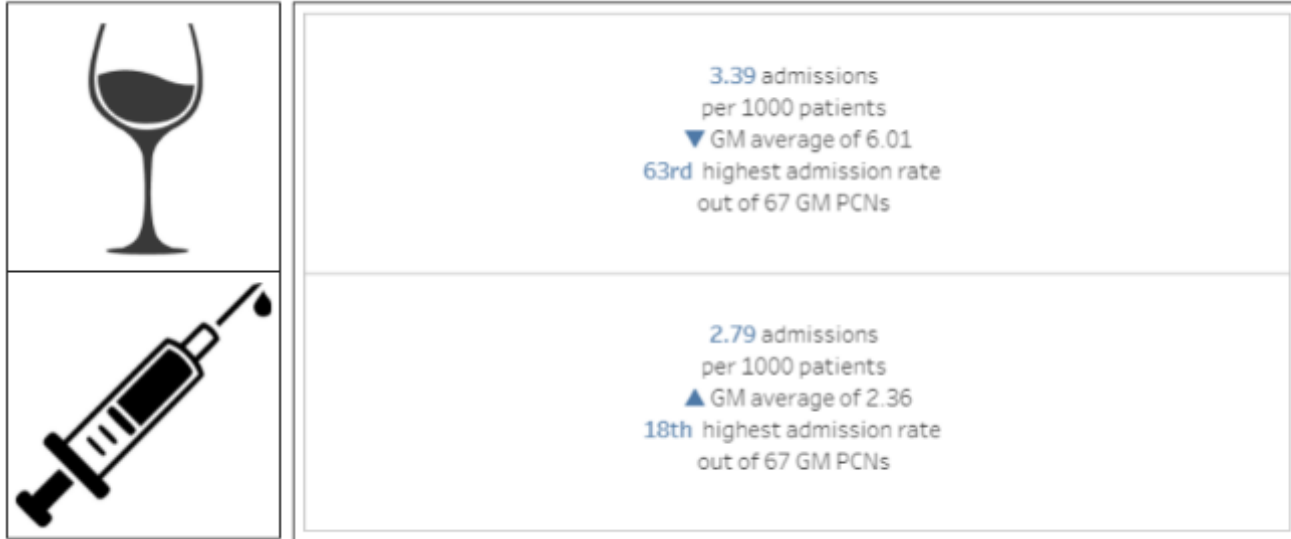 3.39 admissions
per 1000 patients
▼ GM average of 6.01
63rd highest admission rate
out of 67 GM PCNs
2.79 admissions
per 1000 patients
▲ GM average of 2.36
18th highest admission rate
out of 67 GM PCNs